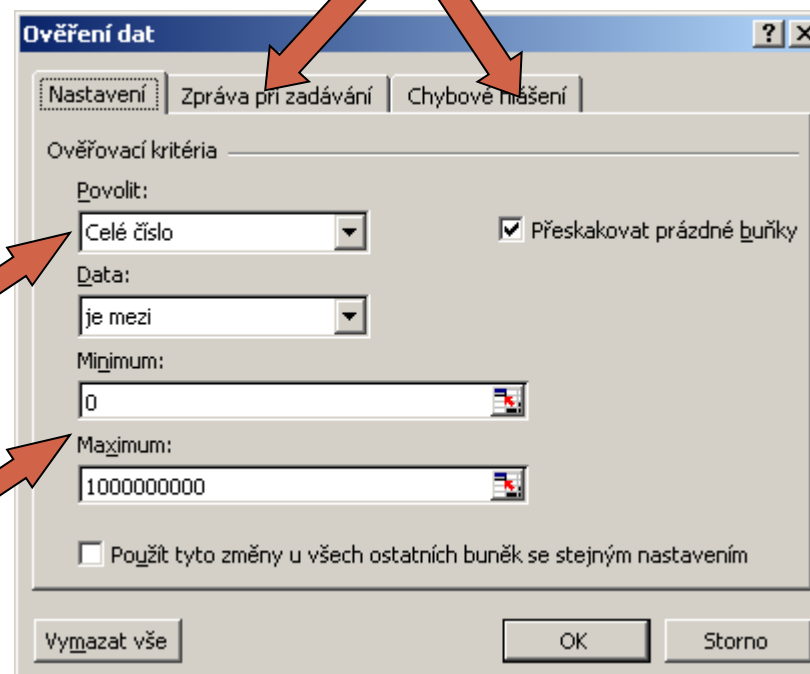 Ověření dat
Nastavení Zpráva při zadávání Chybové hlášení
Ověřovací kritéria
Povolit:
Celé číslo Přeskakovat prázdné buňky
Data:
je mezi
Minimum:
0
Maximum:
1000000000
Použít tyto změny u všech ostatních buněk se stejným nastavením
Vymazat vše OK Storno